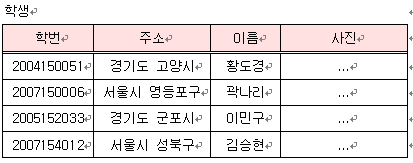 학생
학번 주소 이름 사진
2004150051 경기도 고양시 황도경 ...
2007150006 서울시 영등포구 곽나리 ...
2005152033 경기도 군포시 이민구 ...
2007154012 서울시 성북구 김승현 ...